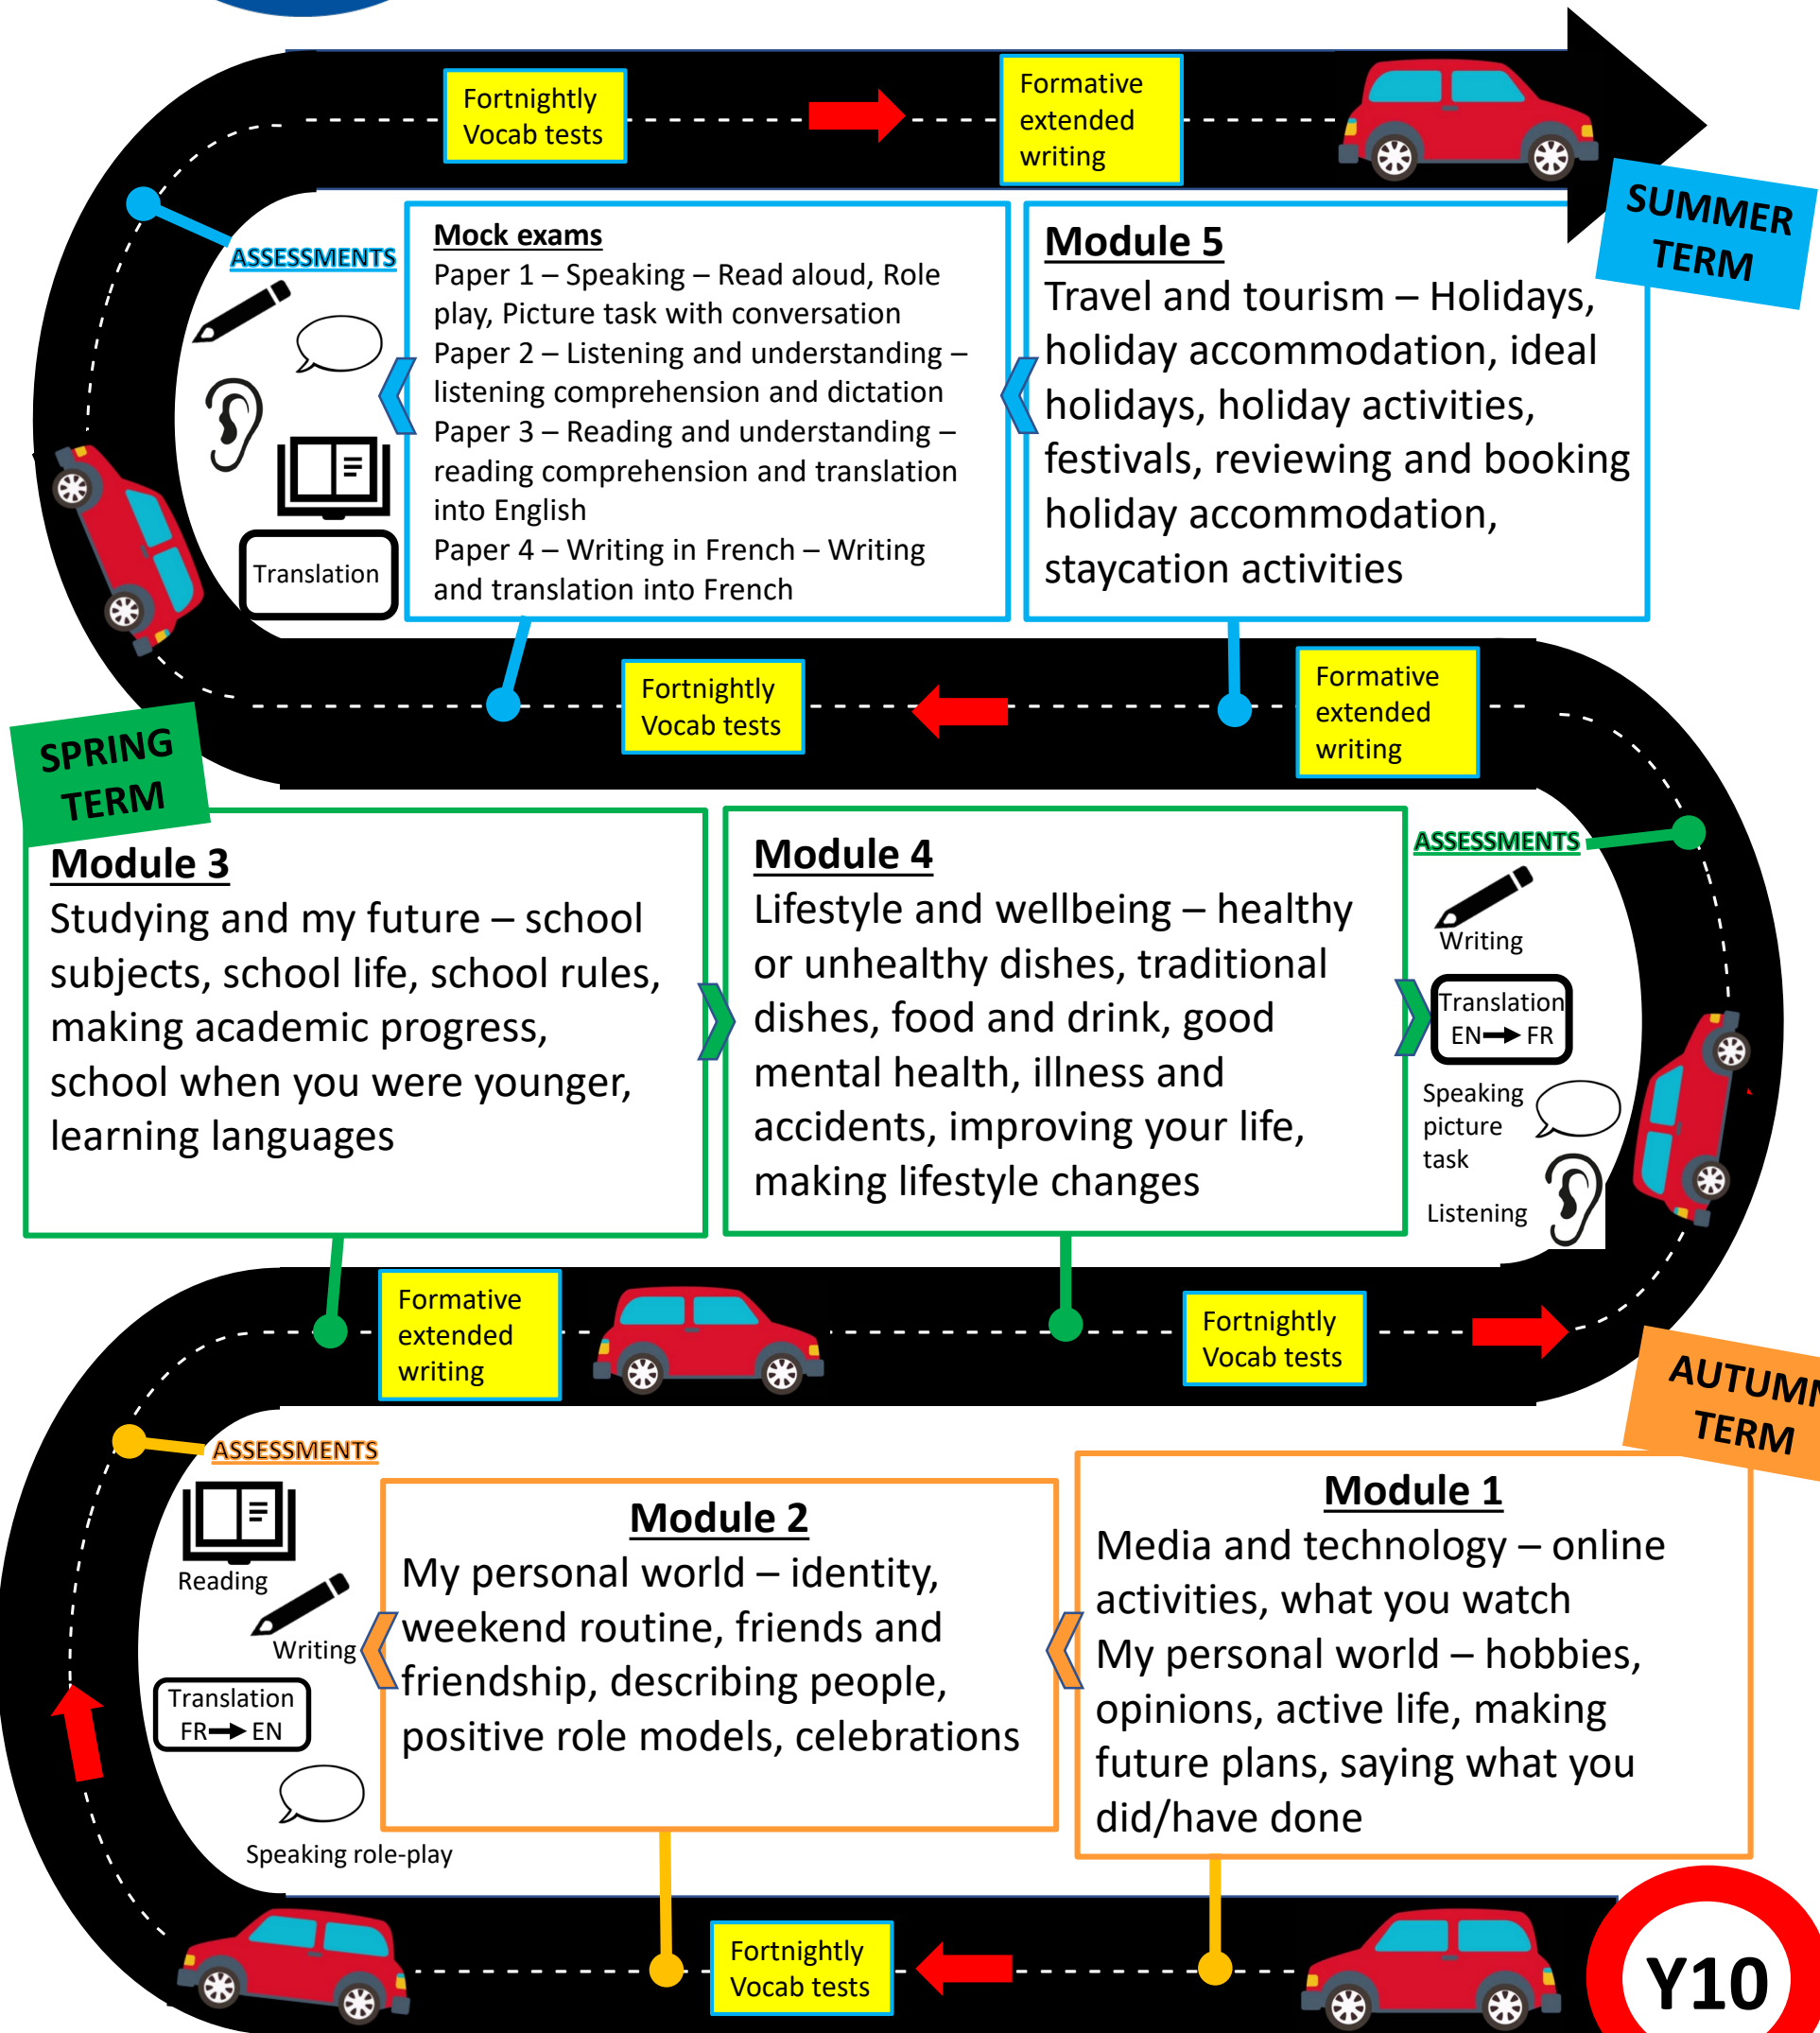 Fortnightly
Vocab tests
Formative
extended
writing
SUMMER
TERM
ASSESSMENTS
Translation
Mock exams
Paper 1 – Speaking – Read aloud, Role
play, Picture task with conversation
Paper 2 – Listening and understanding –
listening comprehension and dictation
Paper 3 – Reading and understanding –
reading comprehension and translation
into English
Paper 4 – Writing in French – Writing
and translation into French
Module 5
Travel and tourism – Holidays,
holiday accommodation, ideal
holidays, holiday activities,
festivals, reviewing and booking
holiday accommodation,
staycation activities
Fortnightly
Vocab tests
Formative
extended
writing
SPRING
TERM
Module 3
Studying and my future – school
subjects, school life, school rules,
making academic progress,
school when you were younger,
learning languages
Module 4
Lifestyle and wellbeing – healthy
or unhealthy dishes, traditional
dishes, food and drink, good
mental health, illness and
accidents, improving your life,
making lifestyle changes
ASSESSMENTS
Writing
Translation
EN➞ FR
Speaking
picture
task
Listening
Formative
extended
writing
Fortnightly
Vocab tests
AUTUMN
TERM
ASSESSMENTS
Reading
Writing
Translation
FR➞ EN
Speaking role-play
Module 2
My personal world – identity,
weekend routine, friends and
friendship, describing people,
positive role models, celebrations
Module 1
Media and technology – online
activities, what you watch
My personal world – hobbies,
opinions, active life, making
future plans, saying what you
did/have done
Fortnightly
Vocab tests
Y10